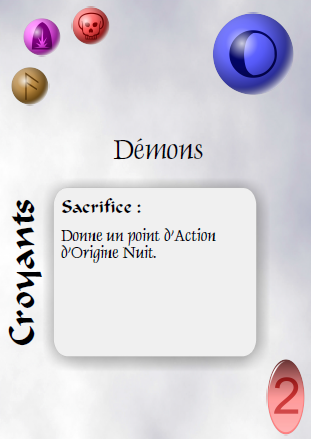 Démons
Croyants
Sacrifice :
Donne un point d'Action
d'Origine Nuit.
2